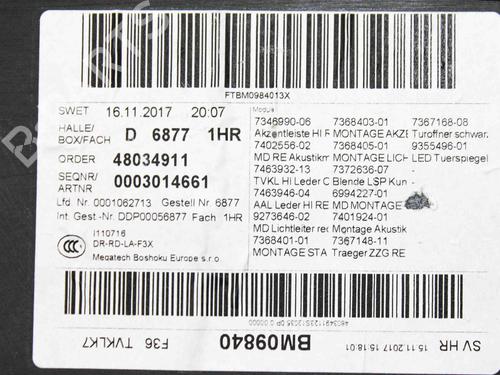 FTBM0984013X
SWET 16.11.2017 20:07
HALLE/
BOX/FACH D 6877 1HR
ORDER 48034911
SEQNR/
ARTNR 0003014661
Lfd Nr. 0001062713 Gestell Nr. 6877
Int. Gest-Nr. DDP00056877 Fach 1HR
I110716
DR-RD-LA-F3X
Megatech Boshoku Europe s.r.o.
Module
7346990-06 7368403-01 7367168-08
Akzentleiste HI R MONTAGE AKZE Turoffner schwar.
7402556-02 7368405-01 9355496-01
MD RE Akustikm MONTAGE LICH LED Tuerspiegel
7463932-13 7372636-07
TVKL HI Leder C Blende LSP Kun
7463946-04 6994227-01
AAL Leder HI RE MD MONTAGE
9273646-02 7401924-01
MD Lichtleiter red Montage Akustik
7368401-01 7367148-11
MONTAGE STA Traeger ZZG RE
F36 TVKLK7
BM09840
SV HR
15.11.2017 15:18:01